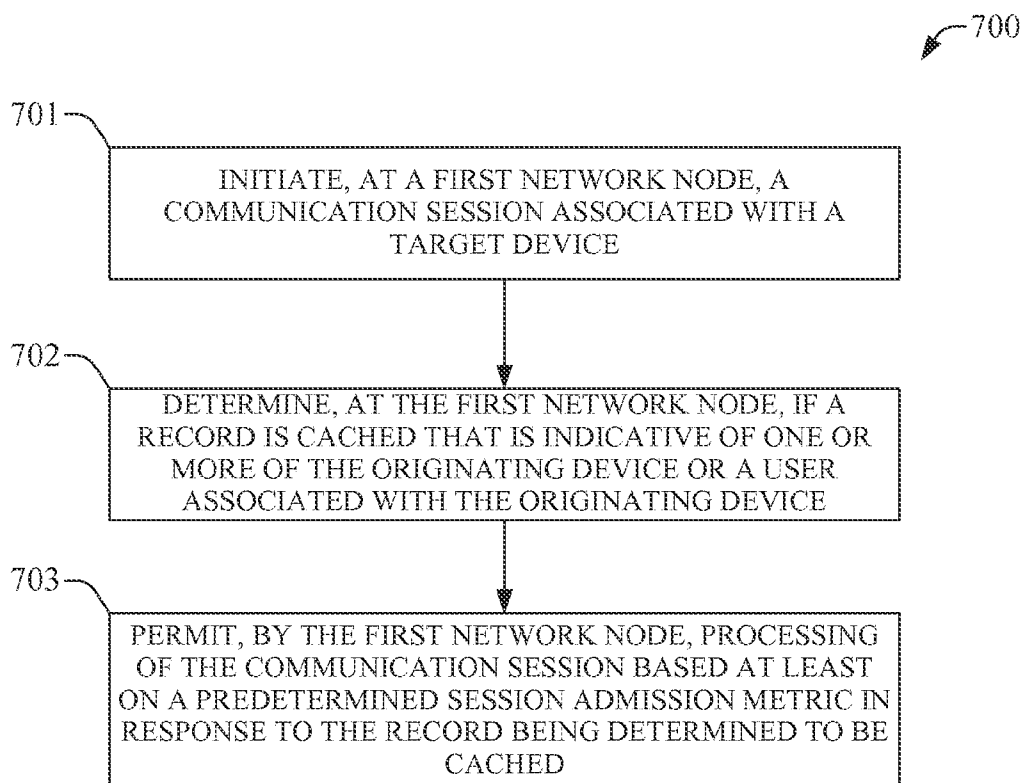 700
701
INITIATE, AT A FIRST NETWORK NODE, A
COMMUNICATION SESSION ASSOCIATED WITH A
TARGET DEVICE
702
DETERMINE, AT THE FIRST NETWORK NODE, IF A
RECORD IS CACHED THAT IS INDICATIVE OF ONE OR
MORE OF THE ORIGINATING DEVICE OR A USER
ASSOCIATED WITH THE ORIGINATING DEVICE
703
PERMIT, BY THE FIRST NETWORK NODE, PROCESSING
OF THE COMMUNICATION SESSION BASED AT LEAST
ON A PREDETERMINED SESSION ADMISSION METRIC IN
RESPONSE TO THE RECORD BEING DETERMINED TO BE
CACHED